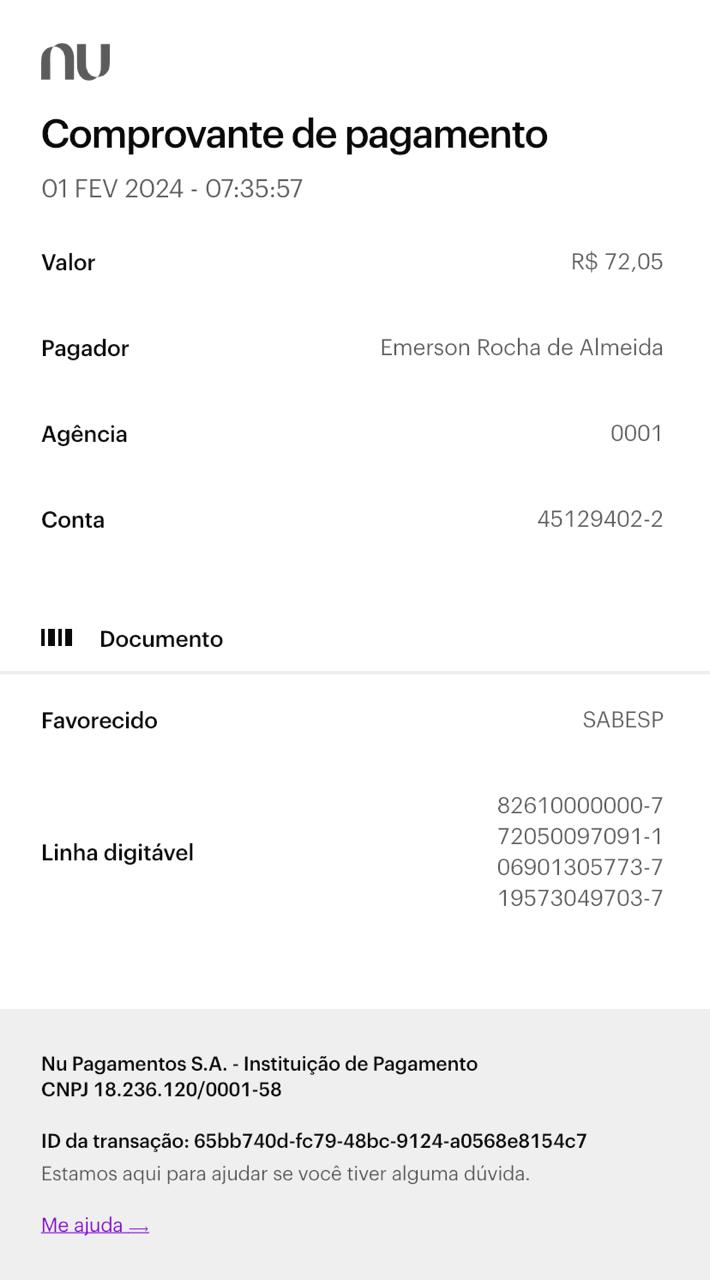 nu
Comprovante de pagamento
01 FEV 2024 - 07:35:57
Valor R$ 72,05
Pagador Emerson Rocha de Almeida
Agência 0001
Conta 45129402-2
Documento
Favorecido SABESP
Linha digitável 82610000000-7
72050097091-1
06901305773-7
19573049703-7
Nu Pagamentos S.A. - Instituição de Pagamento
CNPJ 18.236.120/0001-58
ID da transação: 65bb740d-fc79-48bc-9124-a0568e8154c7
Estamos aqui para ajudar se você tiver alguma dúvida.
Me ajuda →